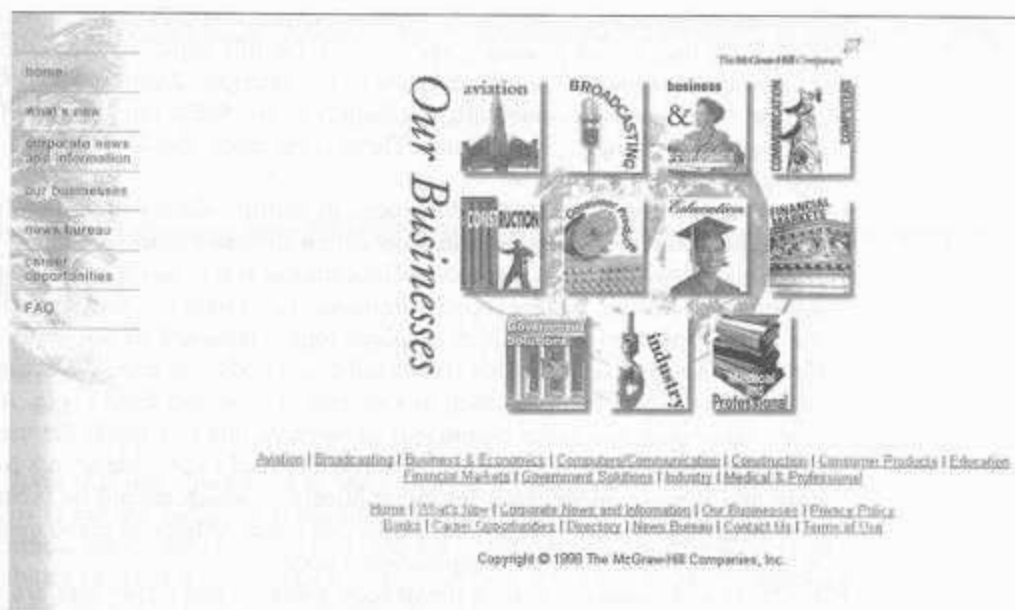 home
what's new
corporate news
and information
our businesses
news bureau
career
opportunities
FAQ
Our Businesses
The McGraw-Hill Companies
aviation
BROADCASTING
business
&
COMMUNICATION
COMPUTERS
CONSTRUCTION
Consumer Products
Education
FINANCIAL
MARKETS
Government
Solutions
industry
Medical
Professional
Aviation | Broadcasting | Business & Economics | Computers/Communication | Construction | Consumer Products | Education
Financial Markets | Government Solutions | Industry | Medical & Professional
Home | What's New | Corporate News and Information | Our Businesses | Privacy Policy
Links | Career Opportunities | Directory | News Bureau | Contact Us | Terms of Use
Copyright © 1998 The McGraw-Hill Companies, Inc.